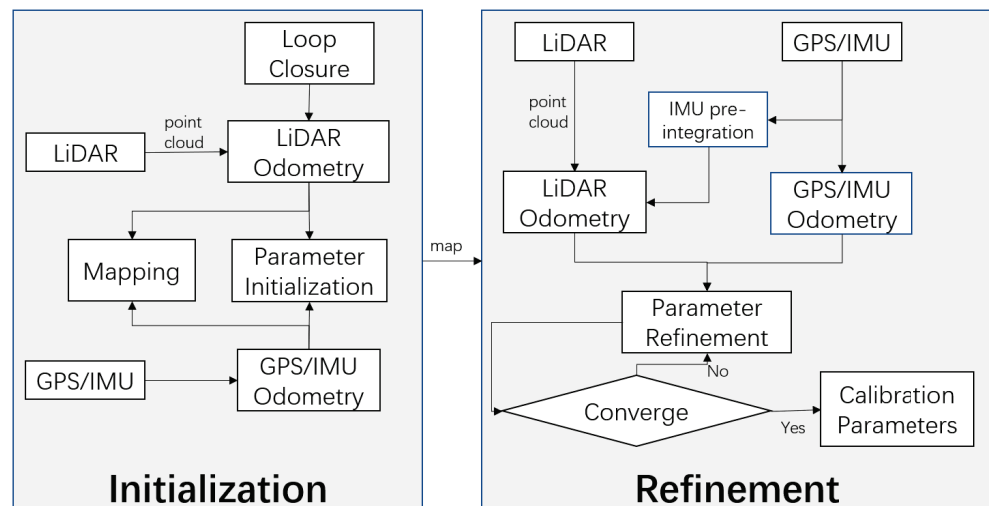 Loop
Closure
point
cloud
LiDAR
LiDAR
Odometry
Mapping
Parameter
Initialization
GPS/IMU
GPS/IMU
Odometry
Initialization
map
LiDAR
GPS/IMU
point
cloud
IMU pre-
integration
LiDAR
Odometry
GPS/IMU
Odometry
Parameter
Refinement
No
Converge
Yes
Calibration
Parameters
Refinement